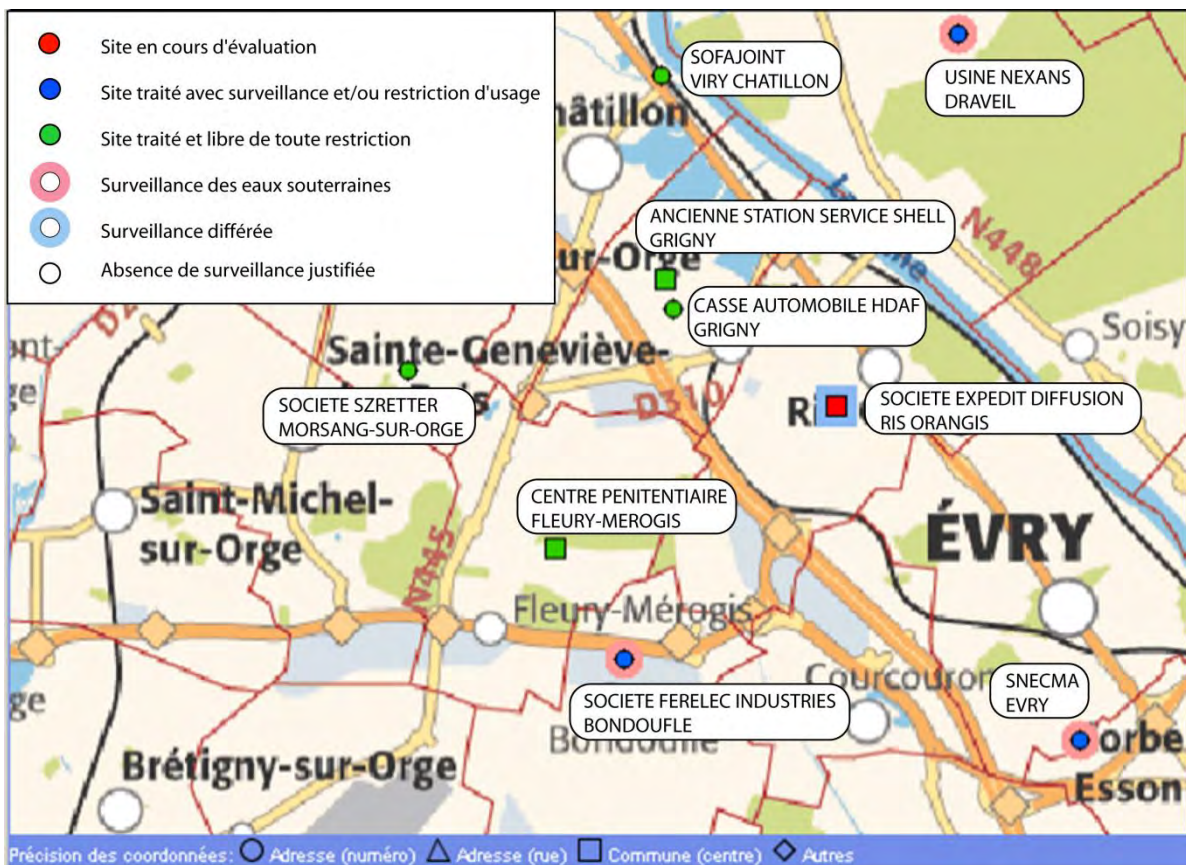 Site en cours d'évaluation
Site traité avec surveillance et/ou restriction d'usage
Site traité et libre de toute restriction
Surveillance des eaux souterraines
Surveillance différée
Absence de surveillance justifiée
SOFAJOINT
VIRY CHATILLON
USINE NEXANS
DRAVEIL
hâtillon
ANCIENNE STATION SERVICE SHELL
GRIGNY
N448
ur-Orge
CASSE AUTOMOBILE HDAF
GRIGNY
Soisy
Sainte-Geneviève-
D310
SOCIETE SZRETTER
MORSANG-SUR-ORGE
SOCIETE EXPEDIT DIFFUSION
RIS ORANGIS
Saint-Michel-
sur-Orge
CENTRE PENITENTIAIRE
FLEURY-MEROGIS
ÉVRY
N445
Fleury-Mérogis
Courcouron
SNECMA
EVRY
SOCIETE FERELEC INDUSTRIES
BONDOUFLE
Bondoufle
orbe
Esson
Brétigny-sur-Orge
Précision des coordonnées: Adresse (numéro) Adresse (rue) Commune (centre) Autres